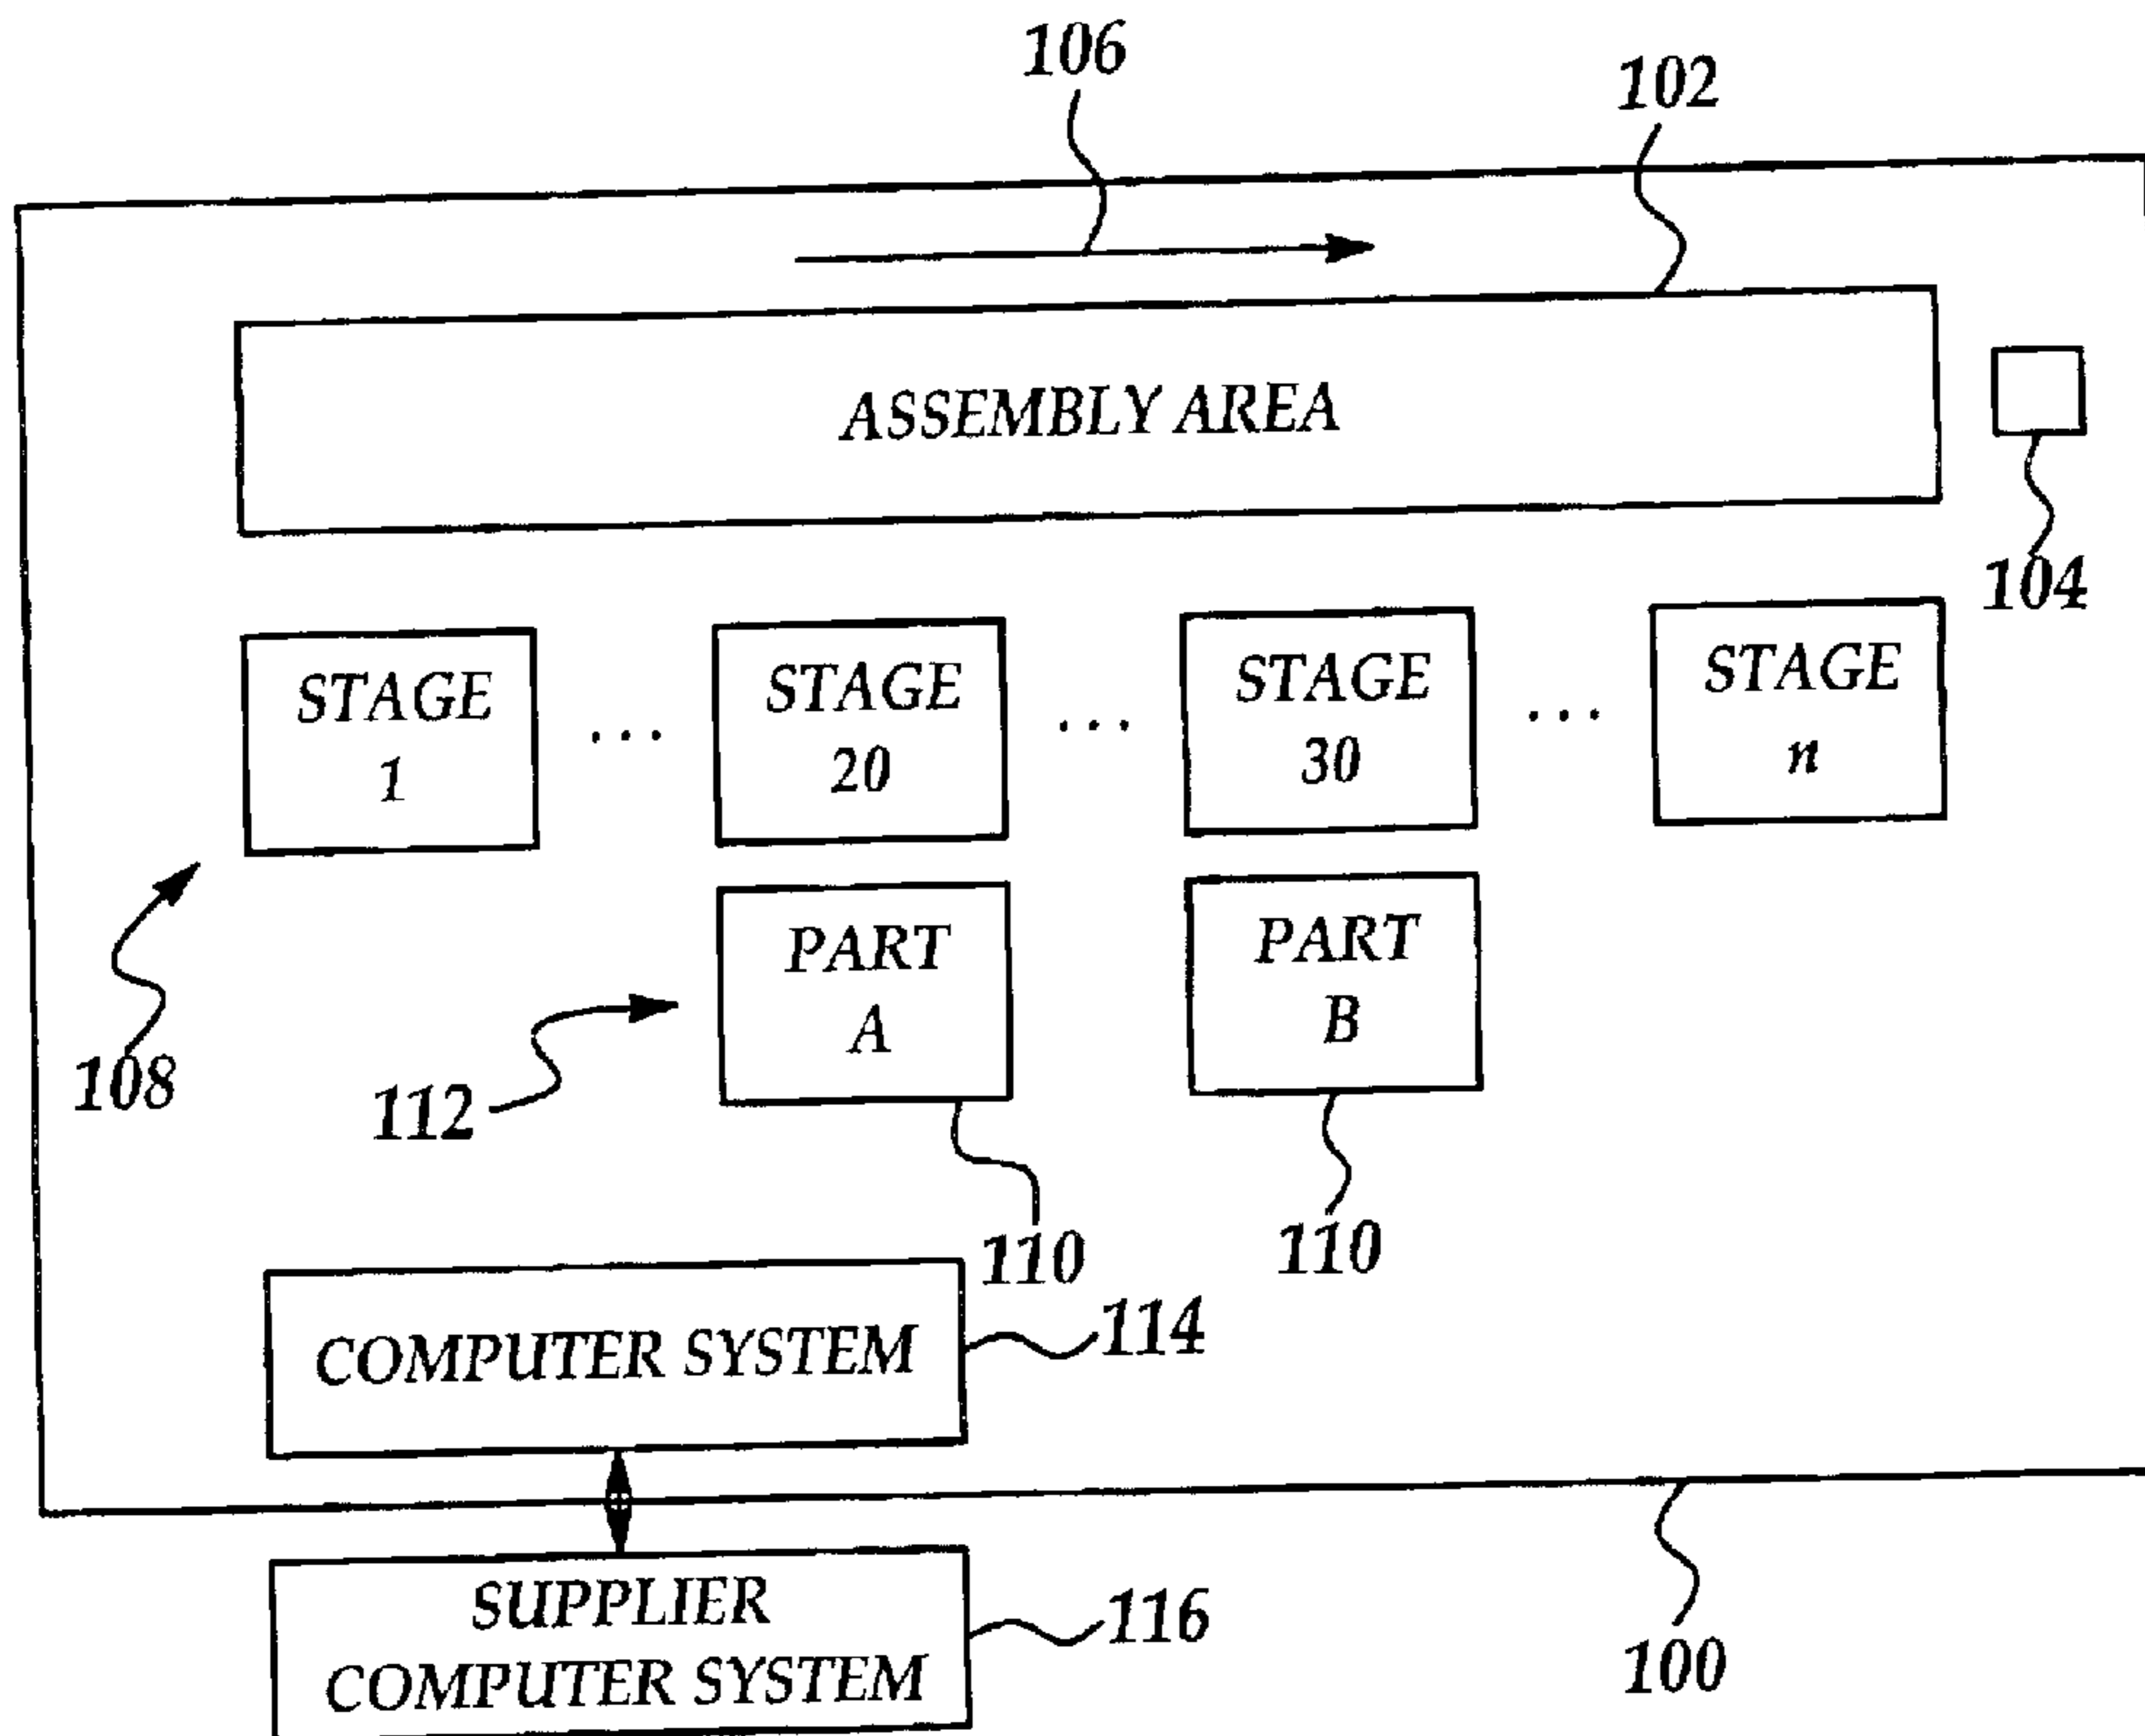 106
102
ASSEMBLY AREA
104
STAGE
1
...
STAGE
20
...
STAGE
30
...
STAGE
n
108
112
PART
A
PART
B
110
110
COMPUTER SYSTEM
114
SUPPLIER
COMPUTER SYSTEM
116
100